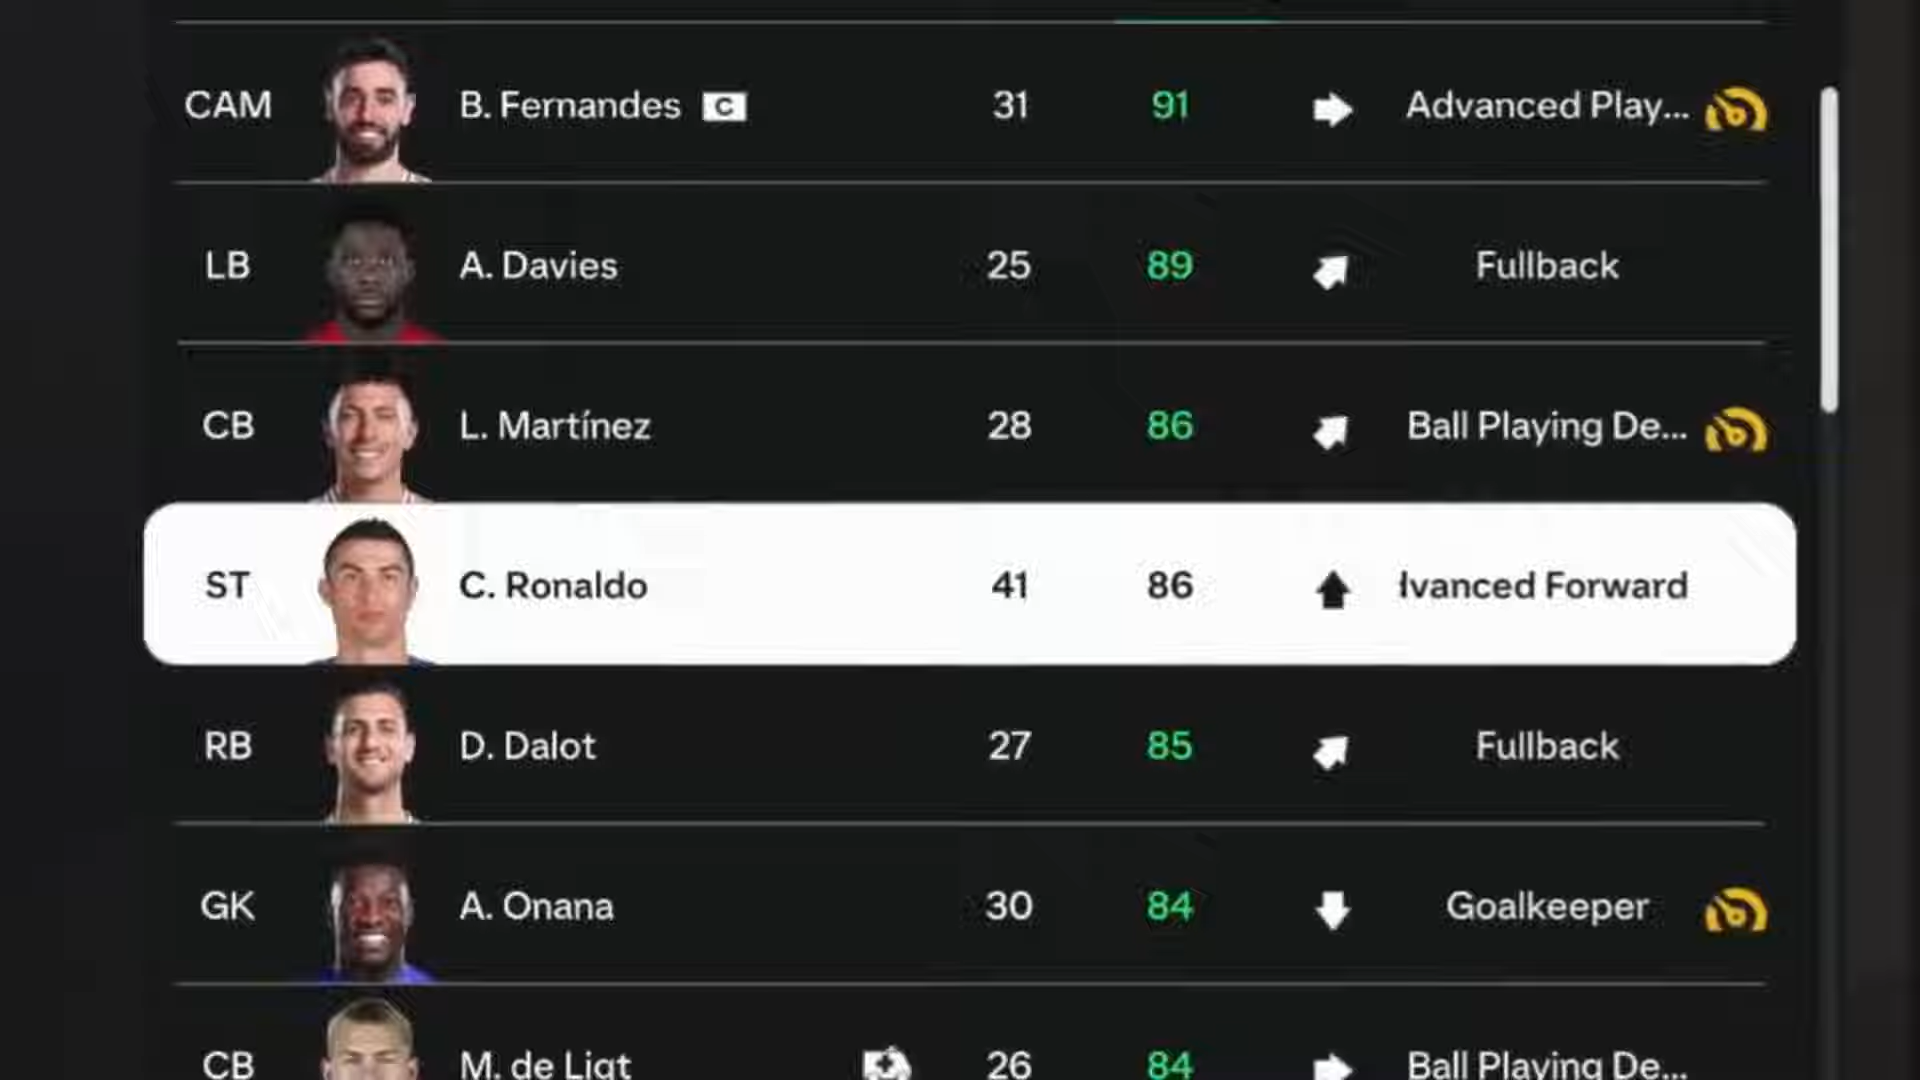 CAM B. Fernandes C 31 91 Advanced Play...
LB A. Davies 25 89 Fullback
CB L. Martínez 28 86 Ball Playing De...
ST C. Ronaldo 41 86 lvanced Forward
RB D. Dalot 27 85 Fullback
GK A. Onana 30 84 Goalkeeper
CB M. de Ligt 26 84 Ball Playing De...